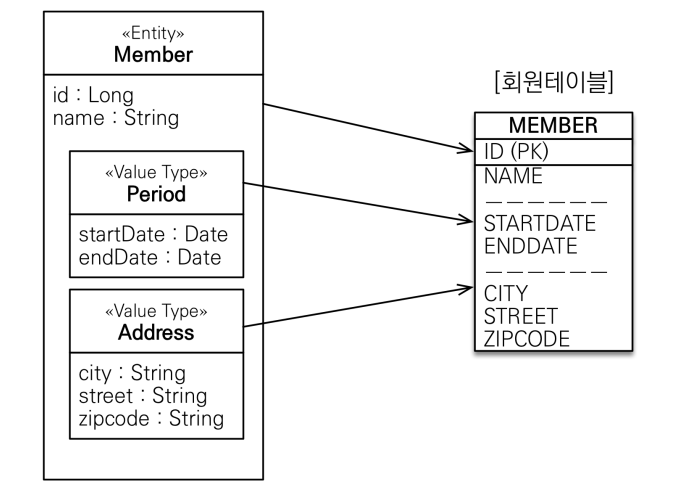 «Entity»
Member
id : Long
name : String
«Value Type»
Period
startDate : Date
endDate : Date
«Value Type»
Address
city : String
street : String
zipcode : String
[회원테이블]
MEMBER
ID (PK)
NAME
STARTDATE
ENDDATE
CITY
STREET
ZIPCODE